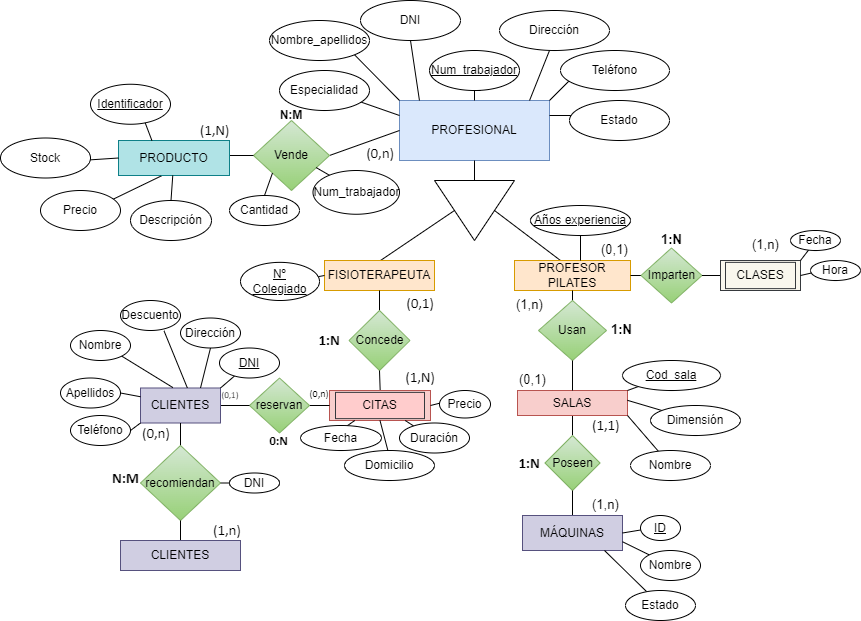 DNI
Dirección
Nombre_apellidos
Num_trabajador
Teléfono
Especialidad
Identificador
N:M
Estado
(1,N)
PROFESIONAL
Stock
PRODUCTO
Vende
(0,n)
Num_trabajador
Precio
Descripción
Cantidad
Años experiencia
1:N
(1,n)
Fecha
(0,1)
Nº
Colegiado
FISIOTERAPEUTA
PROFESOR
PILATES
Imparten
CLASES
Hora
(0,1)
(1,n)
Descuento
Dirección
Nombre
1:N
Concede
Usan
1:N
DNI
(1,N)
(0,1)
Cod_sala
Apellidos
CLIENTES
(0,1)
reservan
(0,n)
CITAS
Precio
SALAS
Dimensión
Teléfono
(0,n)
0:N
Fecha
Duración
(1,1)
Domicilio
1:N
Poseen
Nombre
N:M
recomiendan
DNI
(1,n)
(1,n)
ID
CLIENTES
MÁQUINAS
Nombre
Estado